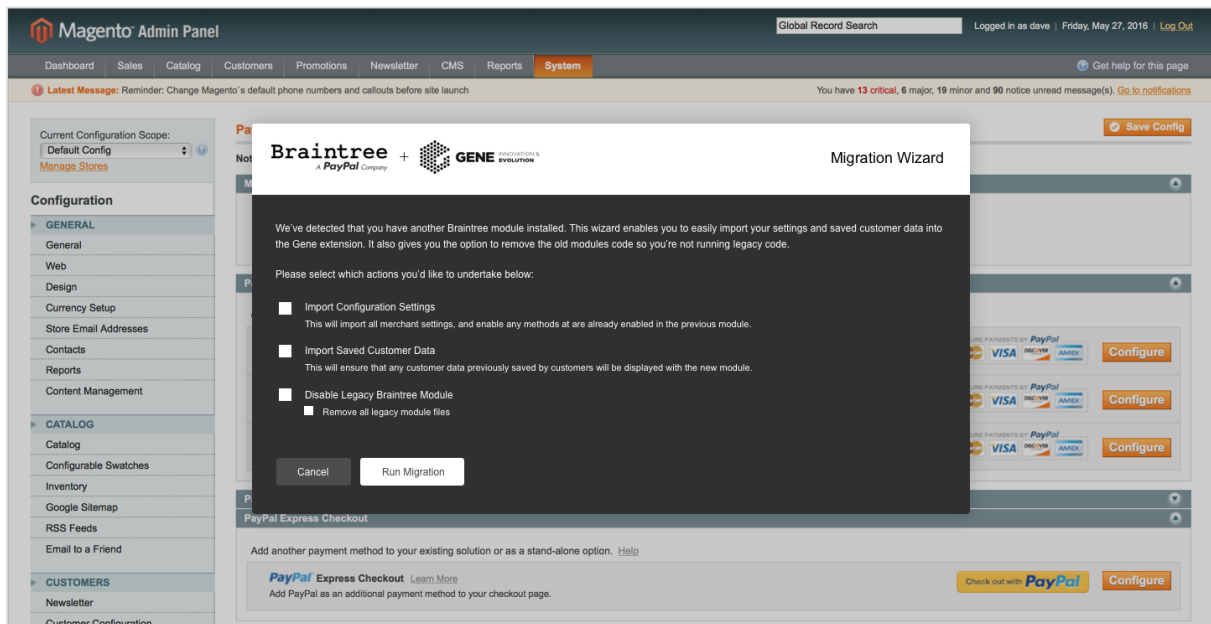 Magento Admin Panel
Global Record Search
Logged in as dave | Friday, May 27, 2016 | Log Out
Dashboard Sales Catalog Customers Promotions Newsletter CMS Reports System
Get help for this page
Latest Message: Reminder: Change Magento`s default phone numbers and callouts before site launch
You have 13 critical, 6 major, 19 minor and 90 notice unread message(s). Go to notifications
Current Configuration Scope:
Default Config
Manage Stores
Configuration
GENERAL
General
Web
Design
Currency Setup
Store Email Addresses
Contacts
Reports
Content Management
CATALOG
Catalog
Configurable Swatches
Inventory
Google Sitemap
RSS Feeds
Email to a Friend
CUSTOMERS
Newsletter
Customer Configuration
Save Config
Braintree
A PayPal Company
+
GENE INNOVATION & EVOLUTION
Migration Wizard
We've detected that you have another Braintree module installed. This wizard enables you to easily import your settings and saved customer data into
the Gene extension. It also gives you the option to remove the old modules code so you're not running legacy code.
Please select which actions you'd like to undertake below:
Import Configuration Settings
This will import all merchant settings, and enable any methods at are already enabled in the previous module.
Import Saved Customer Data
This will ensure that any customer data previously saved by customers will be displayed with the new module.
Disable Legacy Braintree Module
Remove all legacy module files
Cancel
Run Migration
PayPal
VISA DISCOVER AMEX
Configure
PayPal
VISA DISCOVER AMEX
Configure
PayPal
VISA DISCOVER AMEX
Configure
PayPal Express Checkout
Add another payment method to your existing solution or as a stand-alone option. Help
PayPal Express Checkout Learn More
Add PayPal as an additional payment method to your checkout page.
Check out with PayPal
Configure